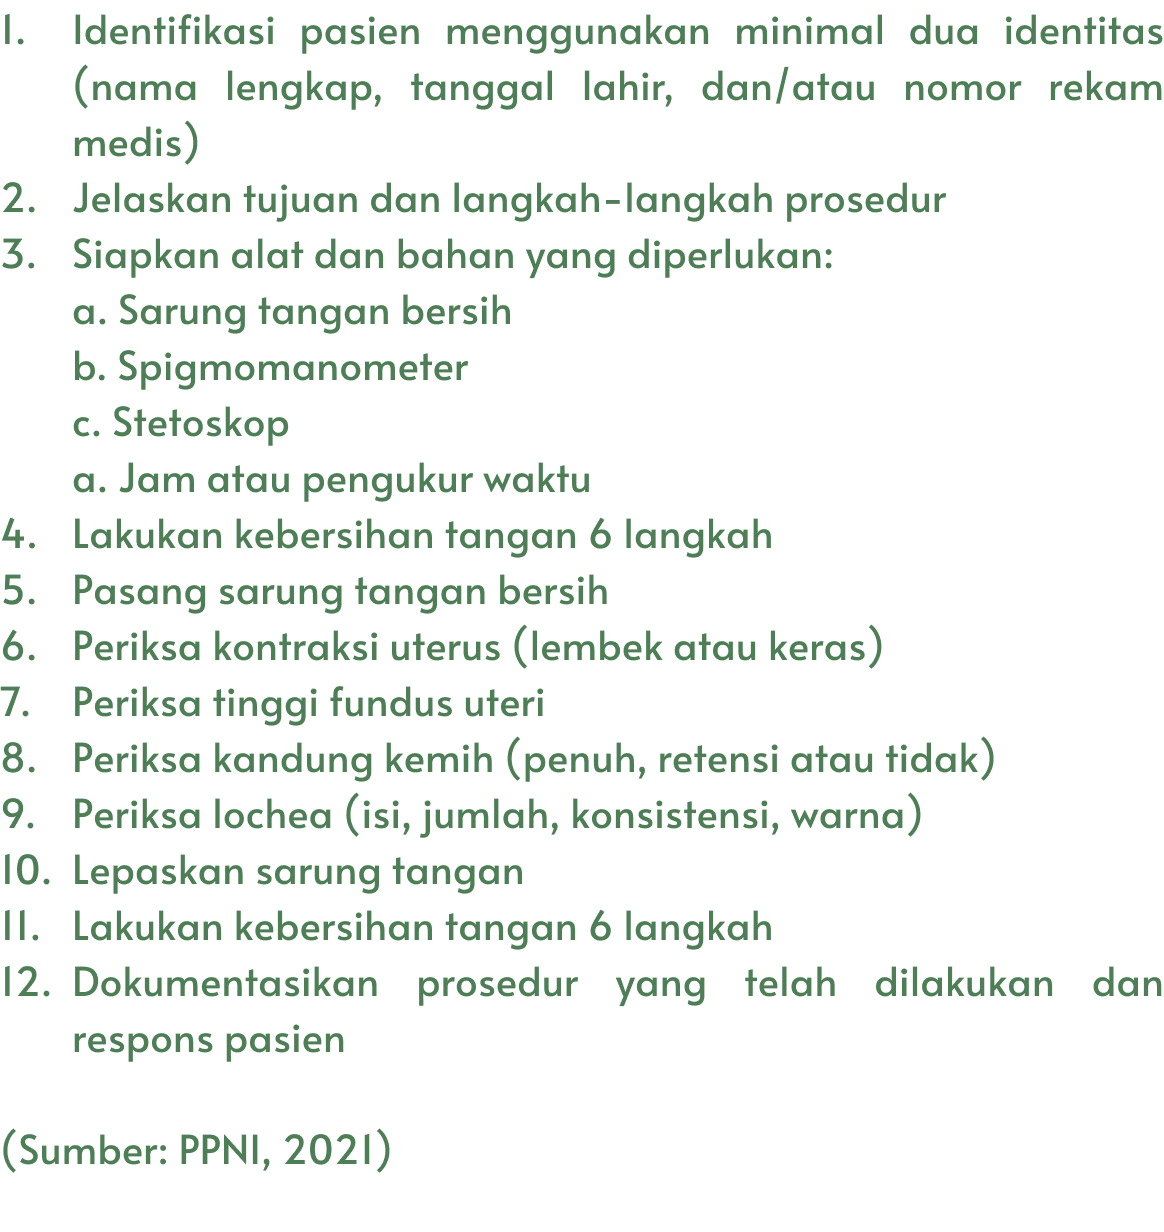 1. Identifikasi pasien menggunakan minimal dua identitas
(nama lengkap, tanggal lahir, dan/atau nomor rekam
medis)
2. Jelaskan tujuan dan langkah-langkah prosedur
3. Siapkan alat dan bahan yang diperlukan:
a. Sarung tangan bersih
b. Spigmomanometer
c. Stetoskop
a. Jam atau pengukur waktu
4. Lakukan kebersihan tangan 6 langkah
5. Pasang sarung tangan bersih
6. Periksa kontraksi uterus (lembek atau keras)
7. Periksa tinggi fundus uteri
8. Periksa kandung kemih (penuh, retensi atau tidak)
9. Periksa lochea (isi, jumlah, konsistensi, warna)
10. Lepaskan sarung tangan
11. Lakukan kebersihan tangan 6 langkah
12. Dokumentasikan prosedur yang telah dilakukan dan
respons pasien
(Sumber: PPNI, 2021)